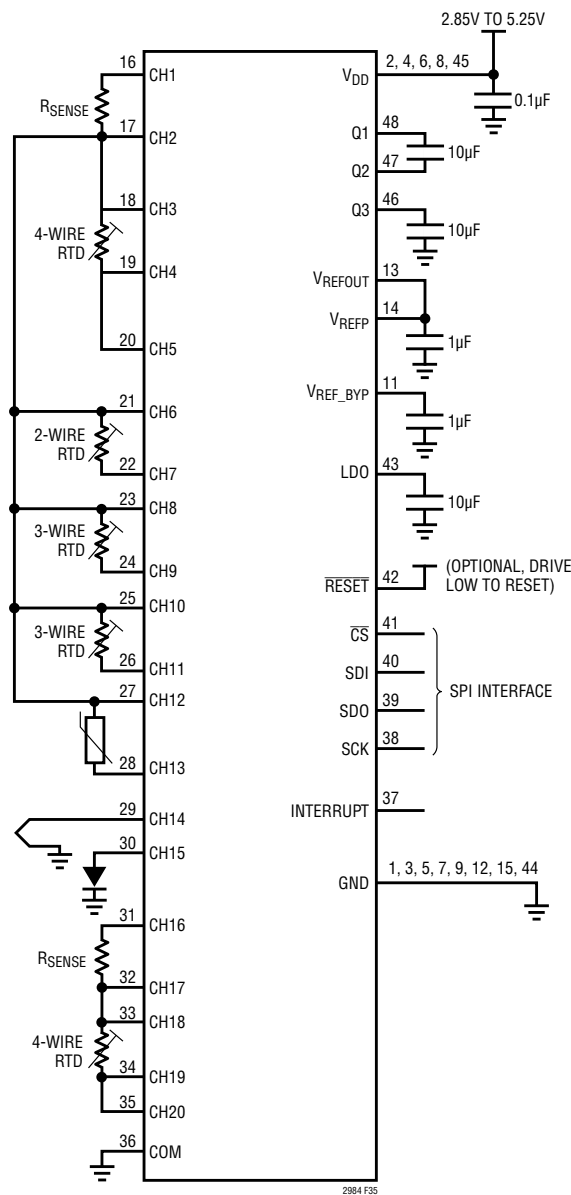 2.85V TO 5.25V
16 CH1
RSENSE
17 CH2
18 CH3
4-WIRE
RTD
19 CH4
20 CH5
21 CH6
2-WIRE
RTD
22 CH7
23 CH8
3-WIRE
RTD
24 CH9
25 CH10
3-WIRE
RTD
26 CH11
27 CH12
28 CH13
29 CH14
30 CH15
31 CH16
RSENSE
32 CH17
33 CH18
4-WIRE
RTD
34 CH19
35 CH20
36 COM
VDD 2, 4, 6, 8, 45
0.1µF
Q1 48
10µF
Q2 47
Q3 46
10µF
VREFOUT 13
VREFP 14
1µF
VREF_BYP 11
1µF
LDO 43
10µF
RESET 42
(OPTIONAL, DRIVE
LOW TO RESET)
CS 41
SDI 40
SPI INTERFACE
SDO 39
SCK 38
INTERRUPT 37
GND 1, 3, 5, 7, 9, 12, 15, 44
2984 F35